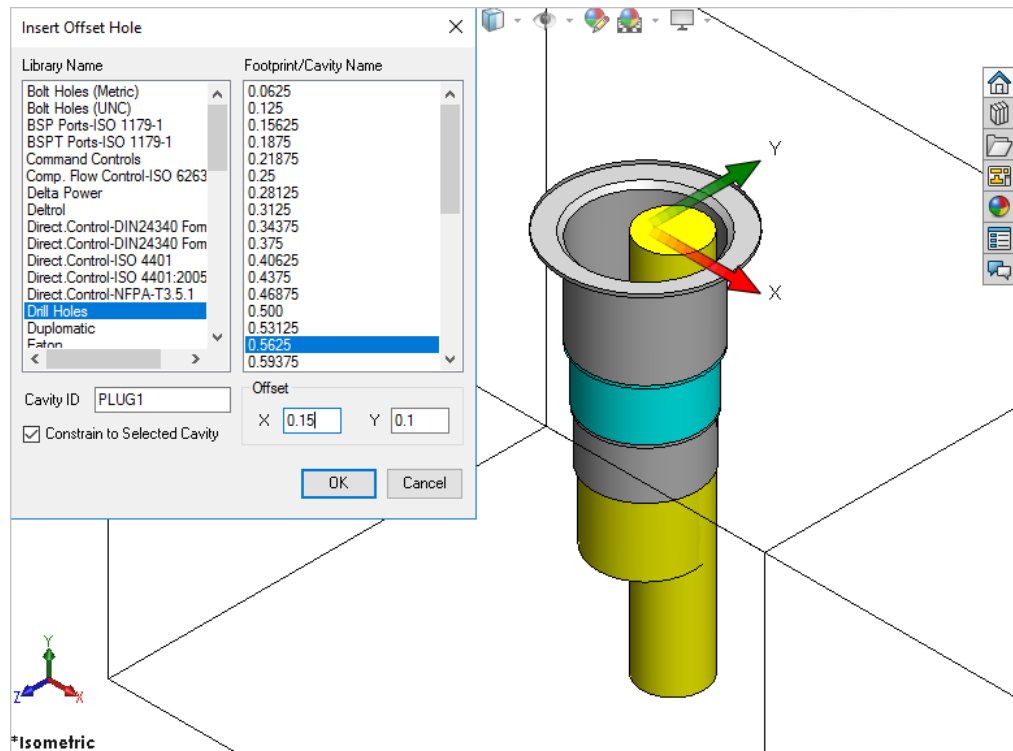 Insert Offset Hole
Library Name
Bolt Holes (Metric)
Bolt Holes (UNC)
BSP Ports-ISO 1179-1
BSPT Ports-ISO 1179-1
Command Controls
Comp. Flow Control-ISO 6263
Delta Power
Deltrol
Direct.Control-DIN24340 Fom
Direct.Control-DIN24340 Fom
Direct.Control-ISO 4401
Direct.Control-ISO 4401:2005
Direct.Control-NFPA-T3.5.1
Drill Holes
Duplomatic
Eaton
Footprint/Cavity Name
0.0625
0.125
0.15625
0.1875
0.21875
0.25
0.28125
0.3125
0.34375
0.375
0.40625
0.4375
0.46875
0.500
0.53125
0.5625
0.59375
Cavity ID PLUG1
Constrain to Selected Cavity
Offset
X 0.15 Y 0.1
OK Cancel
Y
X
Y
Z X
*Isometric